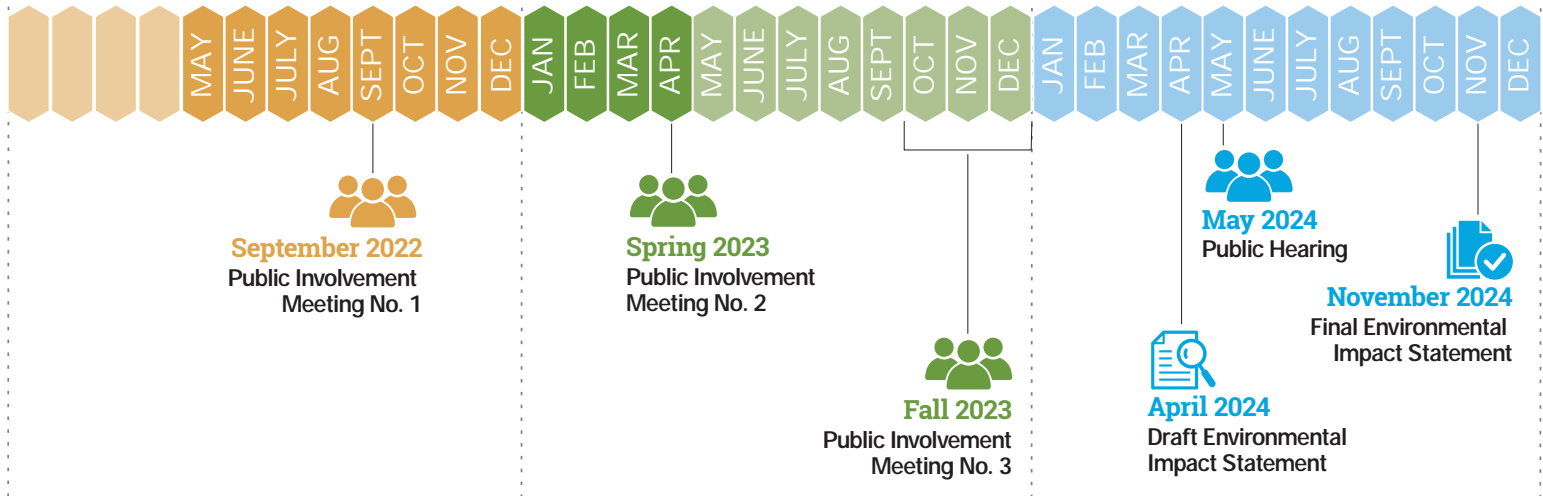 MAY
JUNE
JULY
AUG
SEPT
OCT
NOV
DEC
JAN
FEB
MAR
APR
MAY
JUNE
JULY
AUG
SEPT
OCT
NOV
DEC
JAN
FEB
MAR
APR
MAY
JUNE
JULY
AUG
SEPT
OCT
NOV
DEC
September 2022
Public Involvement
Meeting No. 1
Spring 2023
Public Involvement
Meeting No. 2
Fall 2023
Public Involvement
Meeting No. 3
April 2024
Draft Environmental
Impact Statement
May 2024
Public Hearing
November 2024
Final Environmental
Impact Statement